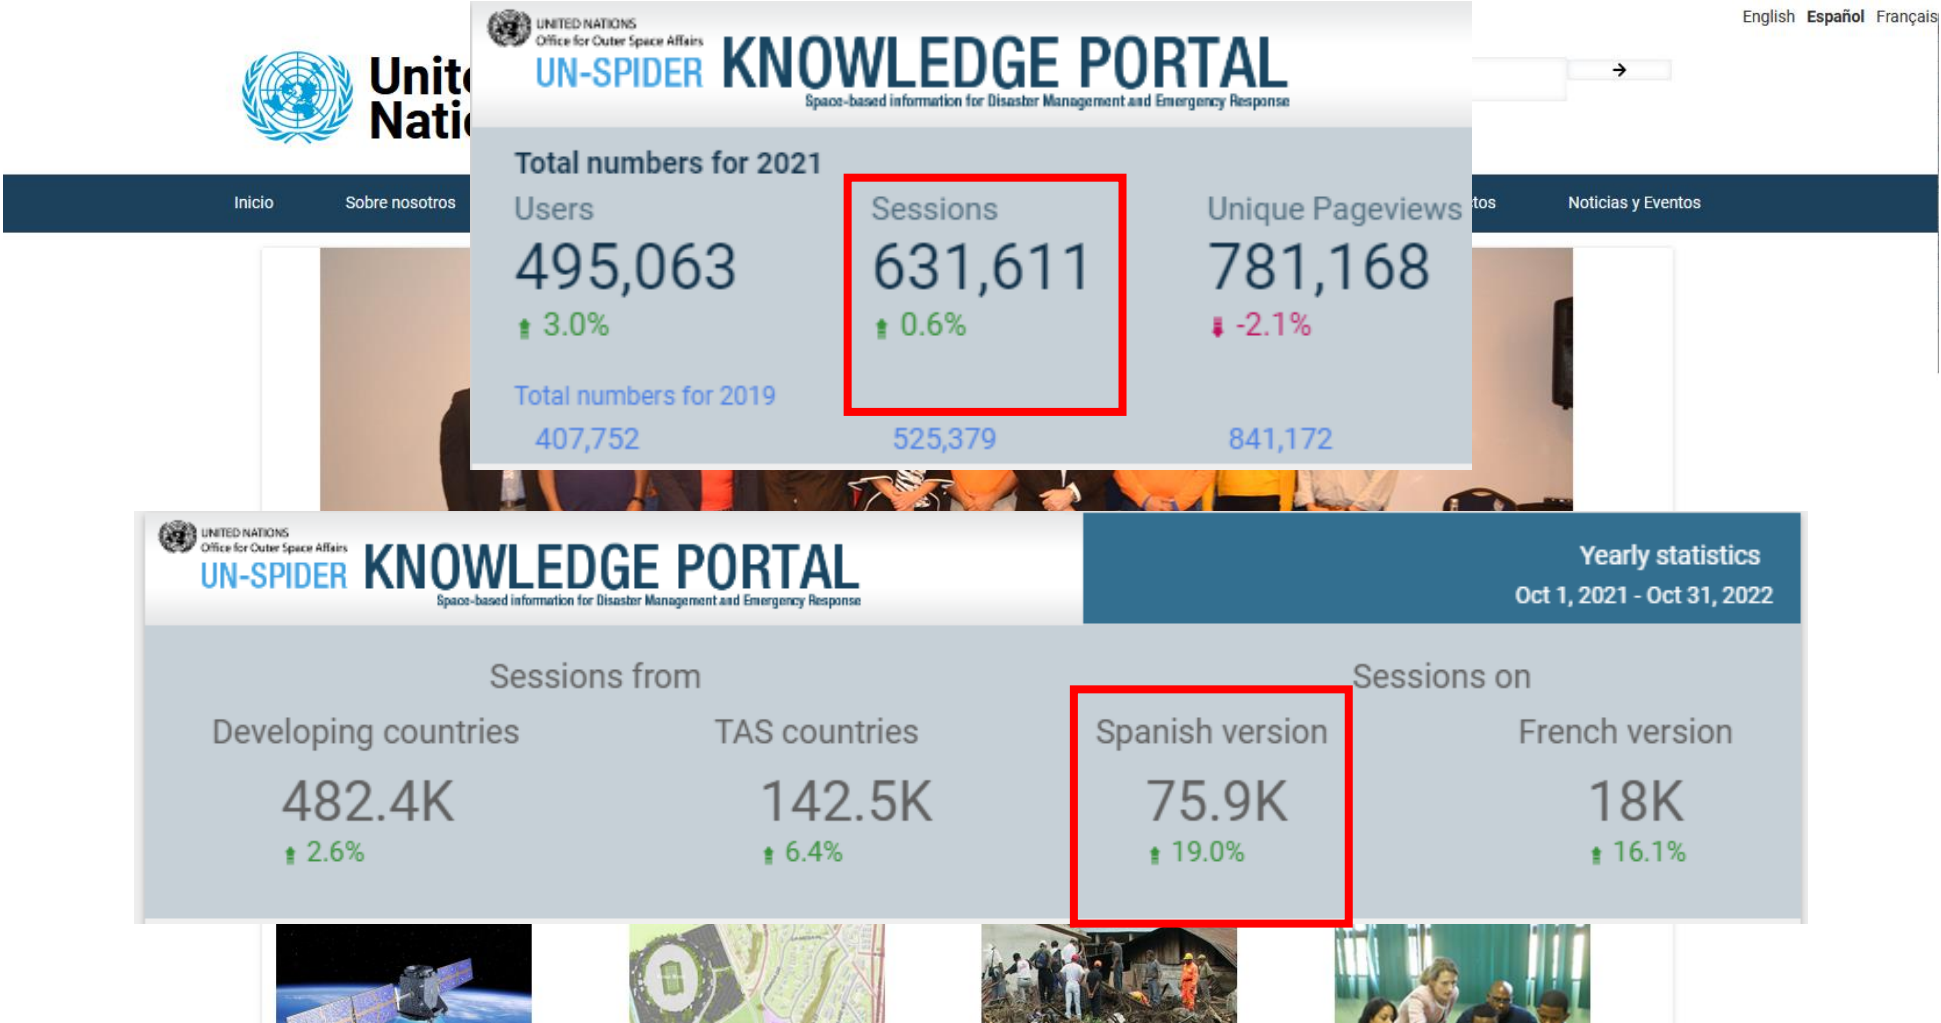 English Español Français
United
Nati
UNITED NATIONS
Office for Outer Space Affairs
UN-SPIDER KNOWLEDGE PORTAL
Space-based information for Disaster Management and Emergency Response
Inicio Sobre nosotros tos Noticias y Eventos
Total numbers for 2021
Users Sessions Unique Pageviews
495,063 631,611 781,168
3.0% 0.6% -2.1%
Total numbers for 2019
407,752 525,379 841,172
UNITED NATIONS
Office for Outer Space Affairs
UN-SPIDER KNOWLEDGE PORTAL
Space-based information for Disaster Management and Emergency Response
Yearly statistics
Oct 1, 2021 - Oct 31, 2022
Sessions from Sessions on
Developing countries TAS countries Spanish version French version
482.4K 142.5K 75.9K 18K
2.6% 6.4% 19.0% 16.1%